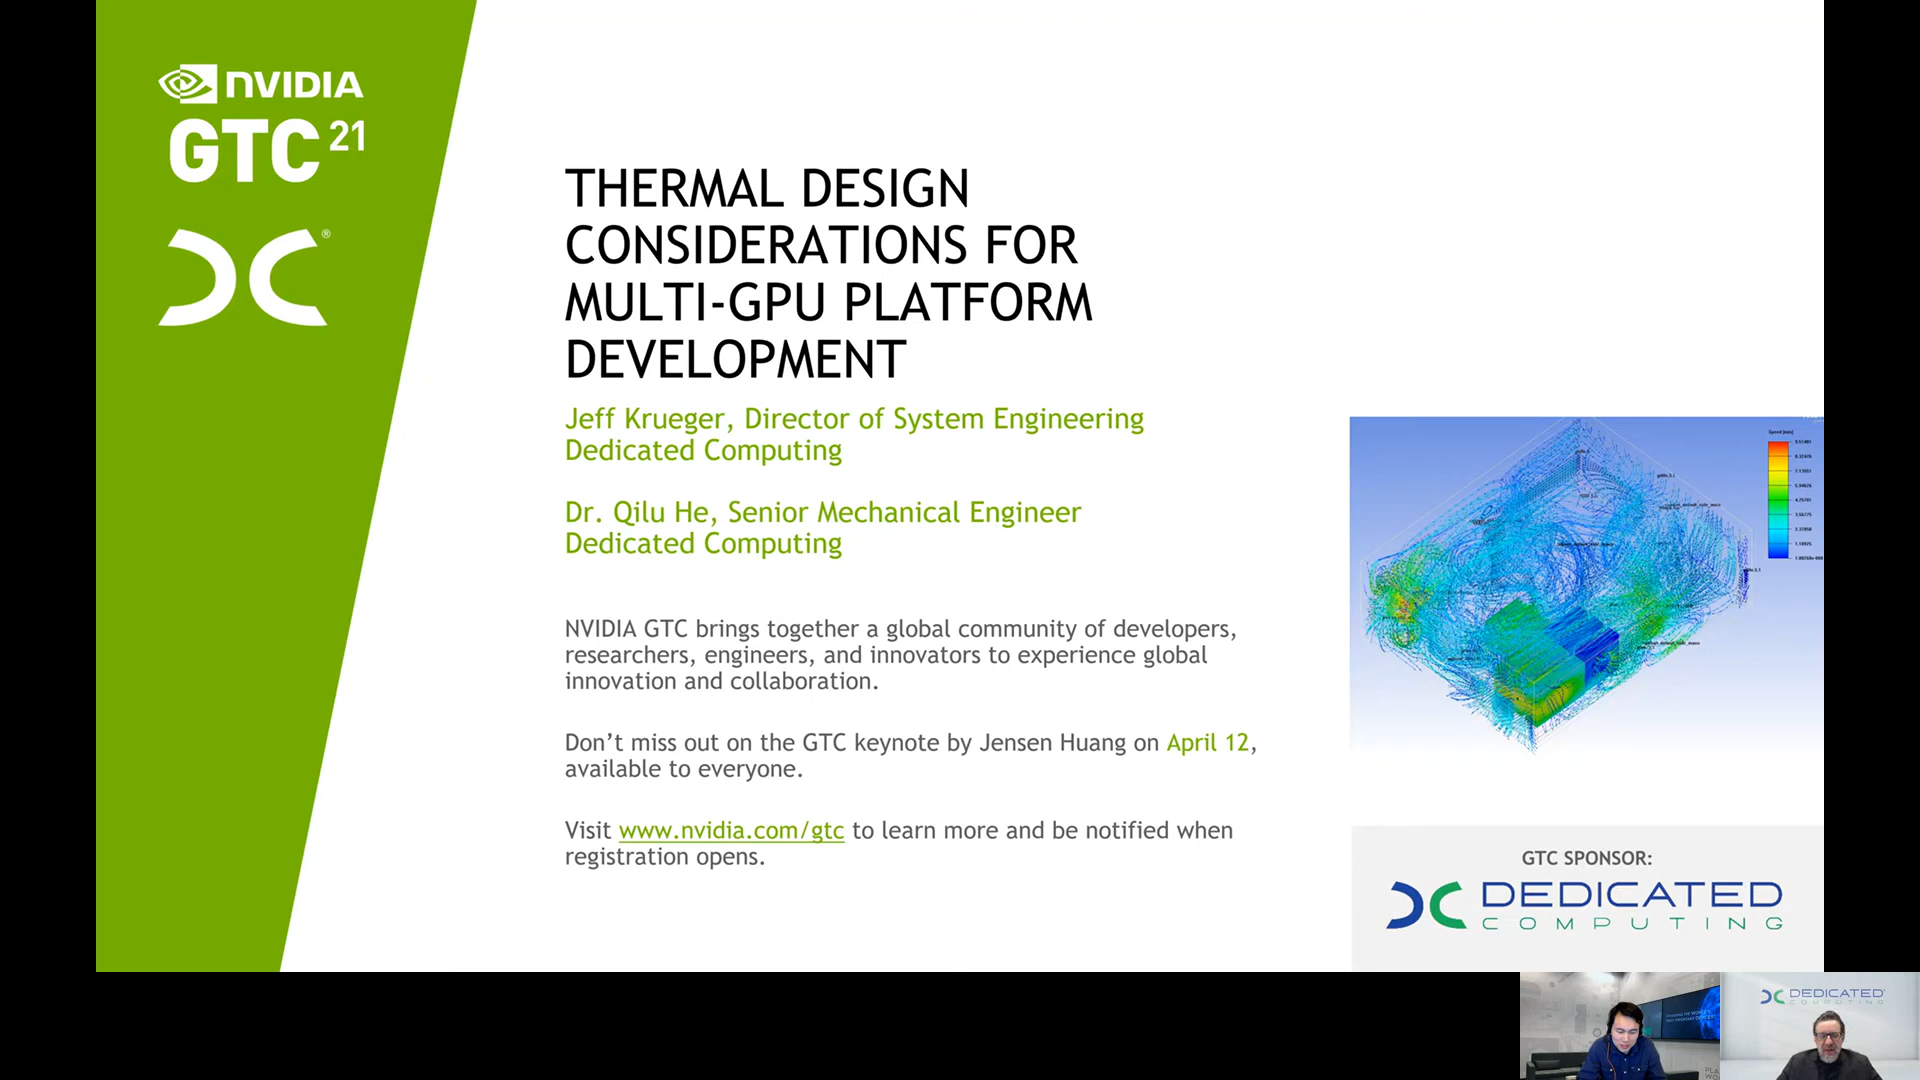 NVIDIA
GTC 21
®
THERMAL DESIGN
CONSIDERATIONS FOR
MULTI-GPU PLATFORM
DEVELOPMENT
Jeff Krueger, Director of System Engineering
Dedicated Computing
Dr. Qilu He, Senior Mechanical Engineer
Dedicated Computing
NVIDIA GTC brings together a global community of developers,
researchers, engineers, and innovators to experience global
innovation and collaboration.
Don’t miss out on the GTC keynote by Jensen Huang on April 12,
available to everyone.
Visit www.nvidia.com/gtc to learn more and be notified when
registration opens.
Speed [m/s]
GTC SPONSOR:
DEDICATED
COMPUTING
DEDICATED
COMPUTING